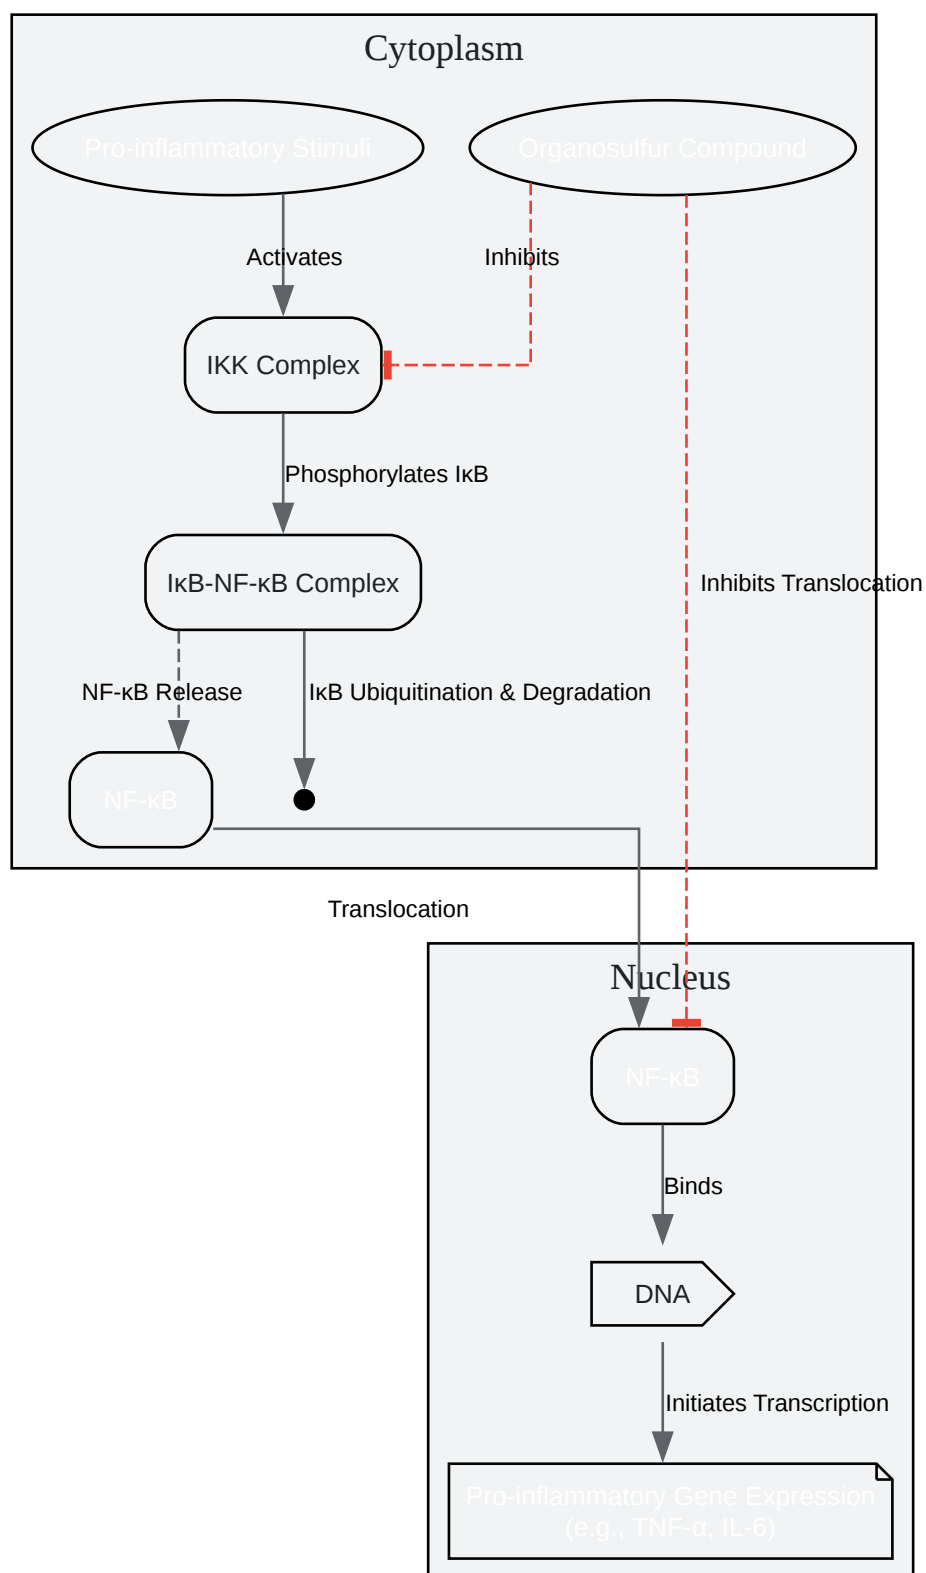 Cytoplasm
Pro-inflammatory Stimuli
Organosulfur Compound
Activates
Inhibits
IKK Complex
Phosphorylates IκB
IκB-NF-κB Complex
Inhibits Translocation
NF-κB Release
IκB Ubiquitination & Degradation
NF-κB
Translocation
Nucleus
NF-κB
Binds
DNA
Initiates Transcription
Pro-inflammatory Gene Expression
(e.g., TNF-α, IL-6)